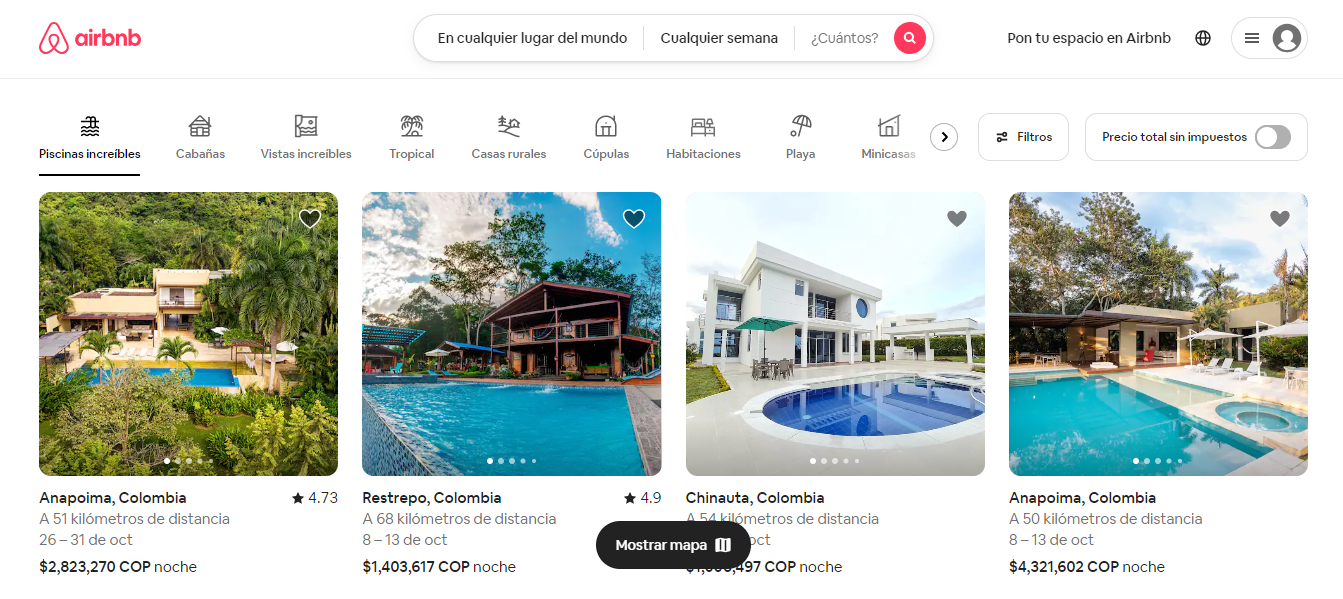 airbnb
En cualquier lugar del mundo
Cualquier semana
¿Cuántos?
Pon tu espacio en Airbnb
Piscinas increíbles
Cabañas
Vistas increíbles
Tropical
Casas rurales
Cúpulas
Habitaciones
Playa
Minicasas
Filtros
Precio total sin impuestos
Anapoima, Colombia
4.73
A 51 kilómetros de distancia
26 – 31 de oct
$2,823,270 COP noche
Restrepo, Colombia
4.9
A 68 kilómetros de distancia
8 – 13 de oct
$1,403,617 COP noche
Chinauta, Colombia
A 54 kilómetros de distancia
oct
COP noche
Anapoima, Colombia
A 50 kilómetros de distancia
8 – 13 de oct
$4,321,602 COP noche
Mostrar mapa